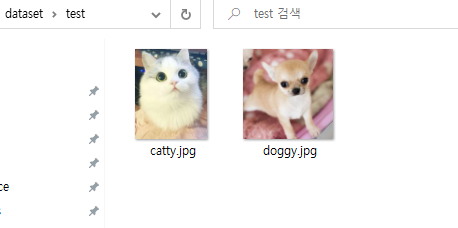 dataset › test
test 검색
catty.jpg
doggy.jpg
ce
s